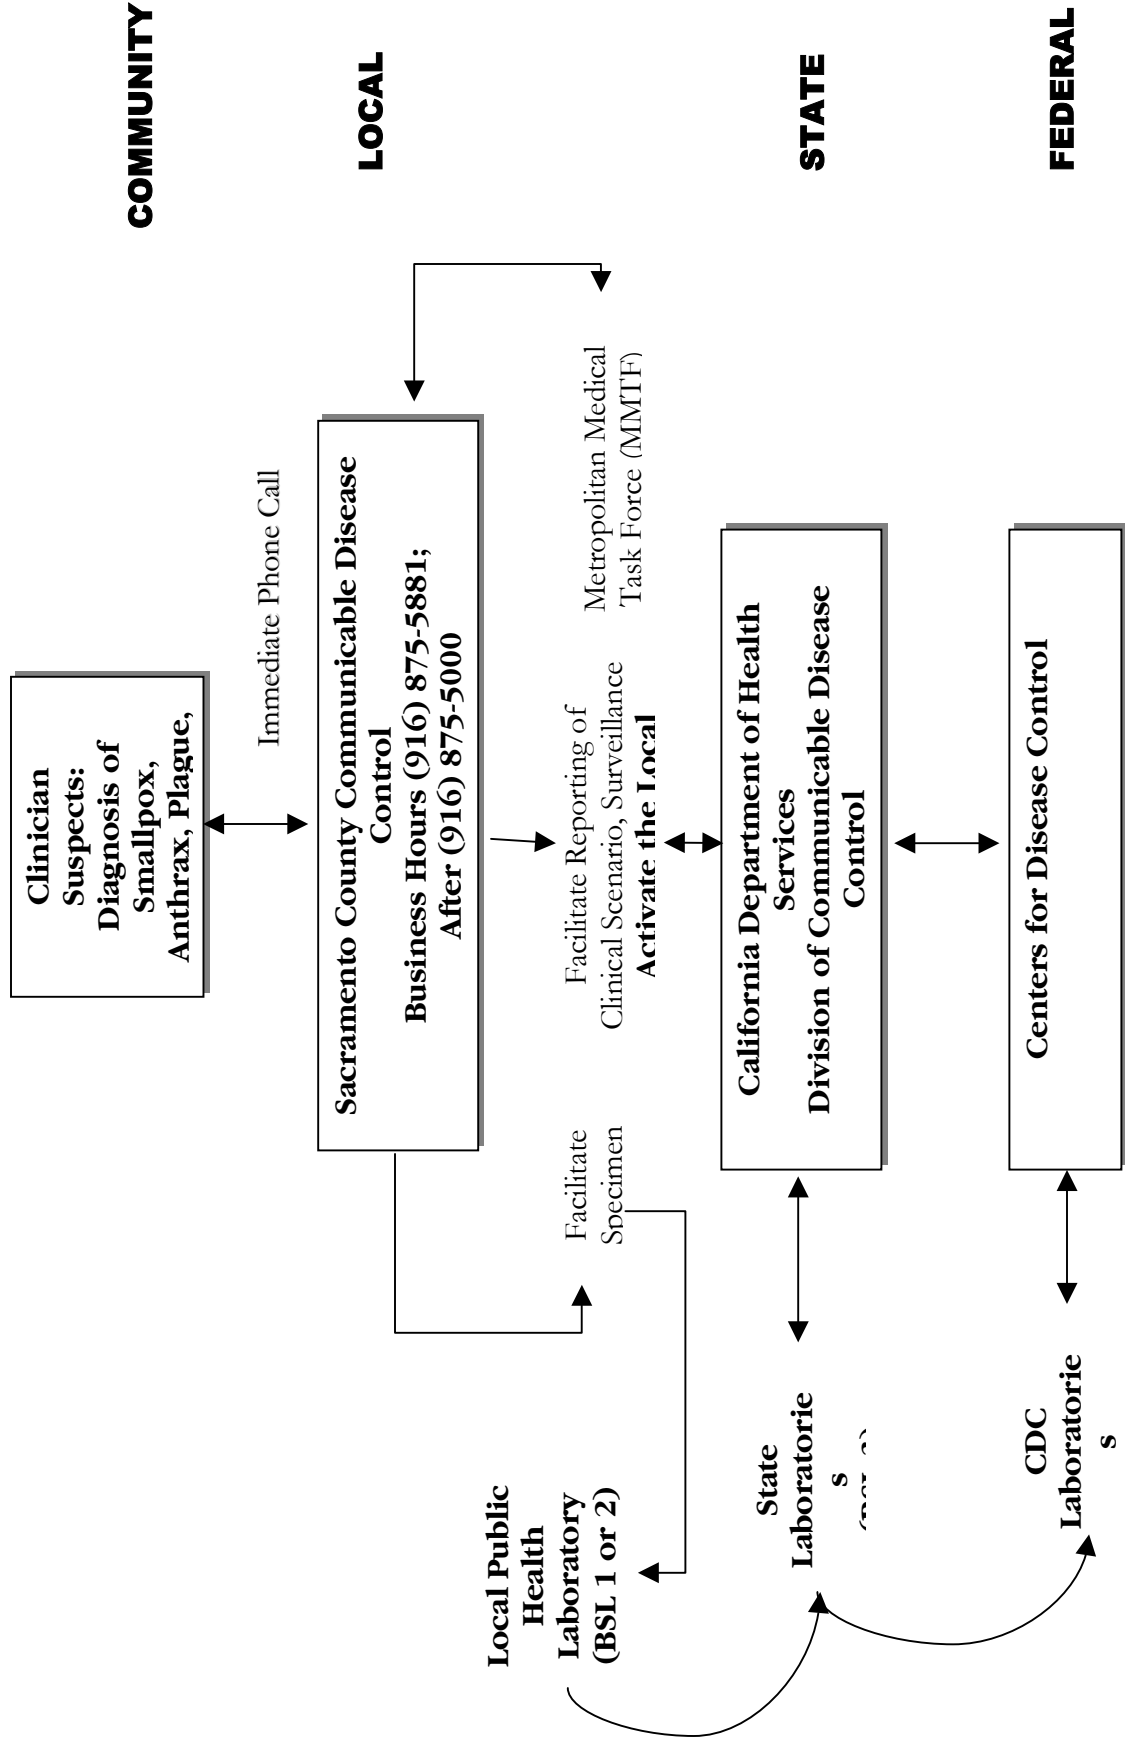 COMMUNITY
Clinician
Suspects:
Diagnosis of
Smallpox,
Anthrax, Plague,
Immediate Phone Call
LOCAL
Sacramento County Communicable Disease
Control
Business Hours (916) 875-5881;
After (916) 875-5000
Local Public
Health
Laboratory
(BSL 1 or 2)
Facilitate
Specimen
Facilitate Reporting of
Clinical Scenario, Surveillance
Activate the Local
Metropolitan Medical
Task Force (MMTF)
STATE
State
Laboratorie
s
California Department of Health
Services
Division of Communicable Disease
Control
FEDERAL
CDC
Laboratorie
s
Centers for Disease Control